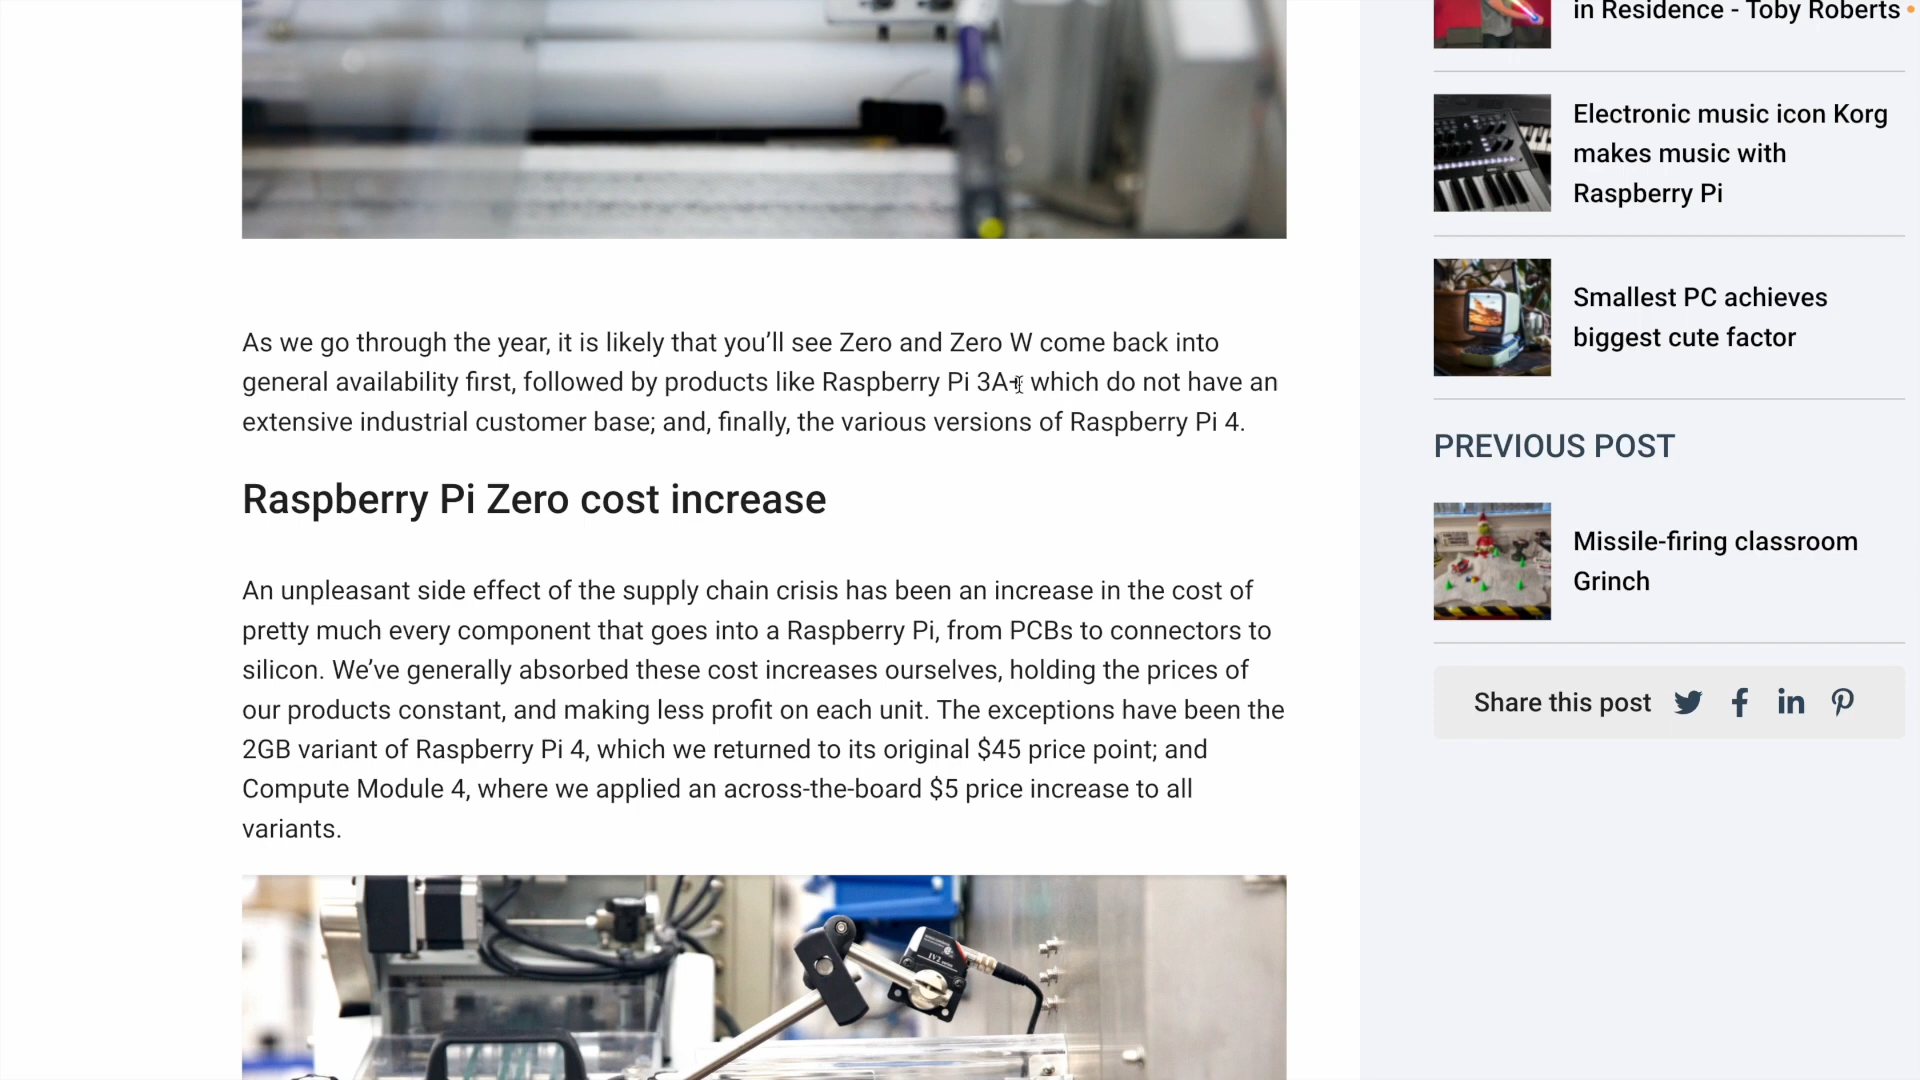 in Residence - Toby Roberts
Electronic music icon Korg
makes music with
Raspberry Pi
Smallest PC achieves
biggest cute factor
As we go through the year, it is likely that you’ll see Zero and Zero W come back into
general availability first, followed by products like Raspberry Pi 3A+ which do not have an
extensive industrial customer base; and, finally, the various versions of Raspberry Pi 4.
PREVIOUS POST
Raspberry Pi Zero cost increase
Missile-firing classroom
Grinch
An unpleasant side effect of the supply chain crisis has been an increase in the cost of
pretty much every component that goes into a Raspberry Pi, from PCBs to connectors to
silicon. We’ve generally absorbed these cost increases ourselves, holding the prices of
our products constant, and making less profit on each unit. The exceptions have been the
2GB variant of Raspberry Pi 4, which we returned to its original $45 price point; and
Compute Module 4, where we applied an across-the-board $5 price increase to all
variants.
Share this post
IV2